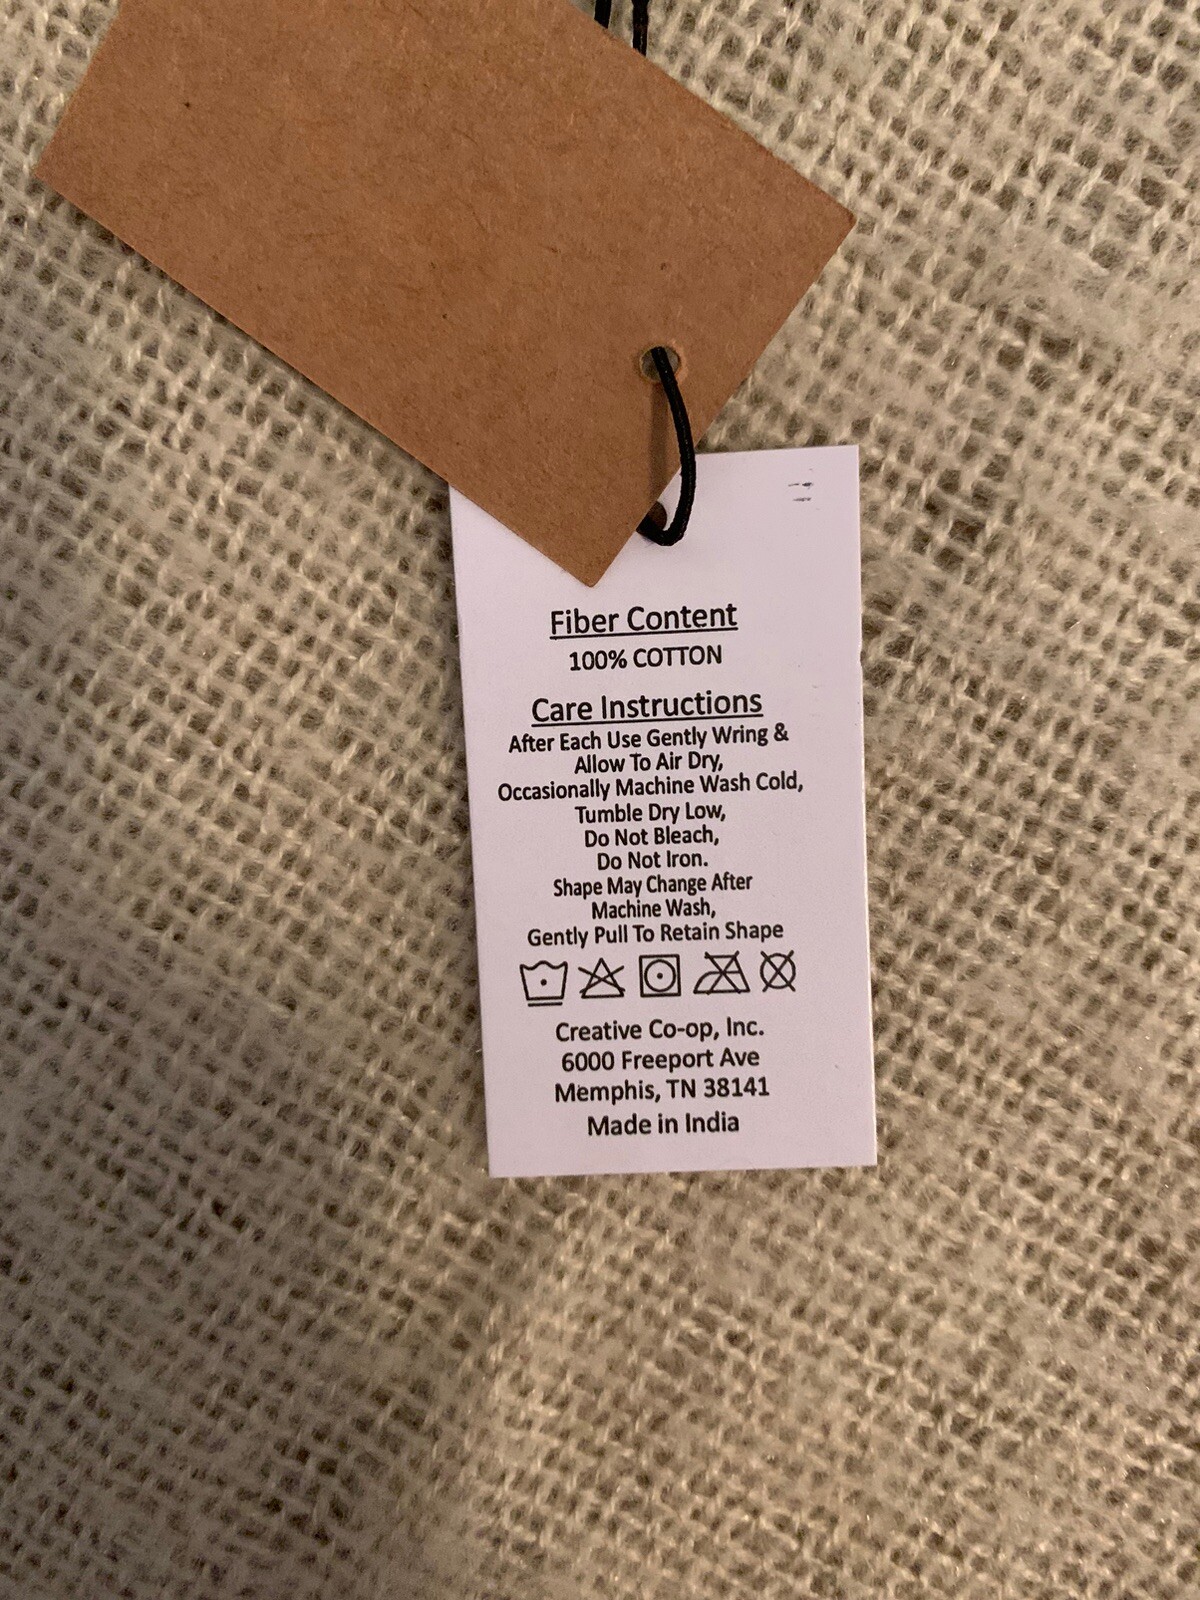 Fiber Content
100% COTTON
Care Instructions
After Each Use Gently Wring &
Allow To Air Dry,
Occasionally Machine Wash Cold,
Tumble Dry Low,
Do Not Bleach,
Do Not Iron.
Shape May Change After
Machine Wash,
Gently Pull To Retain Shape
Creative Co-op, Inc.
6000 Freeport Ave
Memphis, TN 38141
Made in India